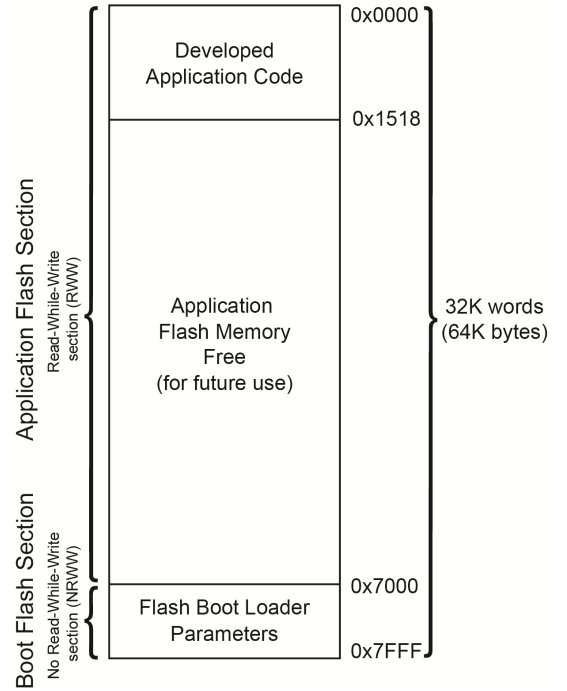 0x0000
Developed
Application Code
0x1518
Application Flash Section
Read-While-Write
section (RWW)
Application
Flash Memory
Free
(for future use)
32K words
(64K bytes)
Boot Flash Section
No Read-While-Write
section (NRWW)
0x7000
Flash Boot Loader
Parameters
0x7FFF